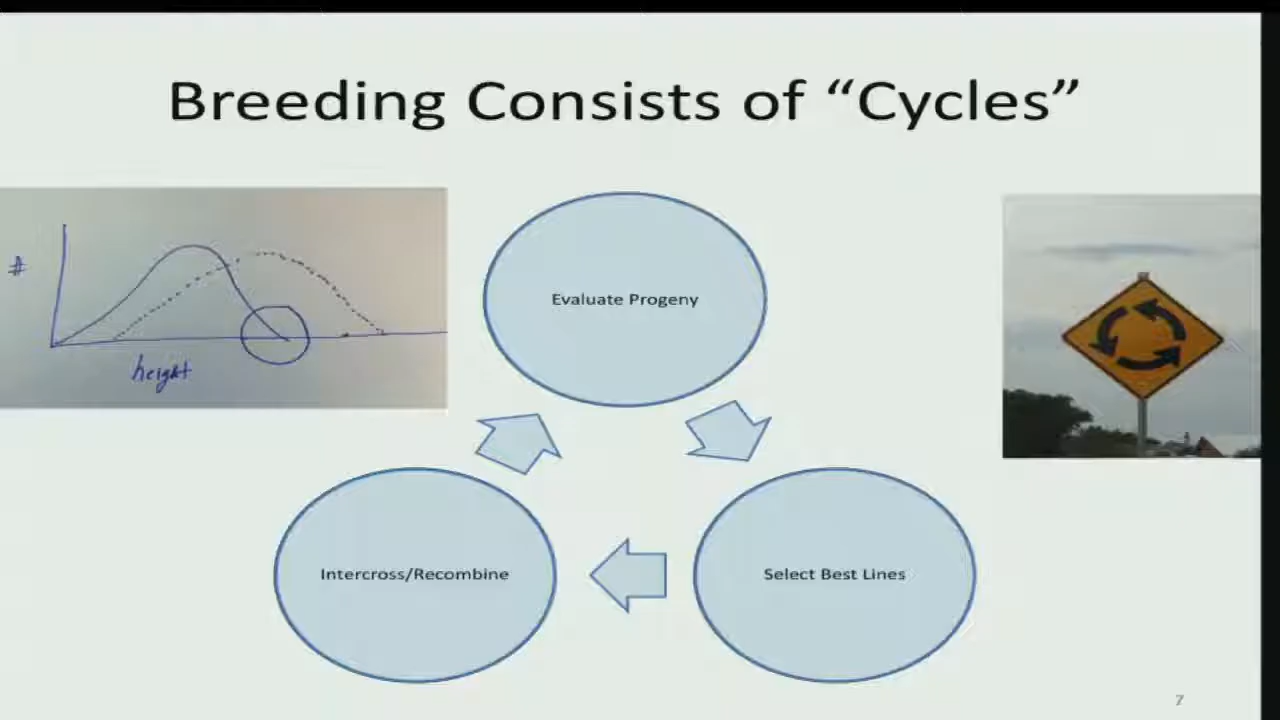 Breeding Consists of “Cycles”
#
height
Evaluate Progeny
Intercross/Recombine
Select Best Lines
7